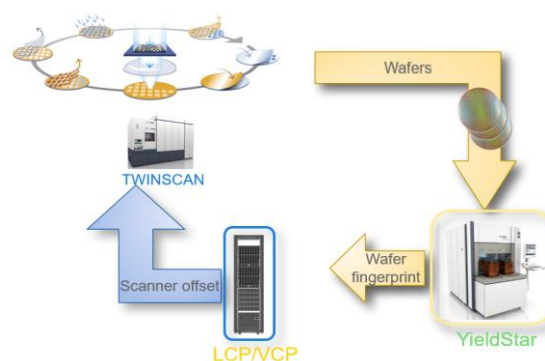 Wafers
TWINSCAN
Scanner offset
Wafer
fingerprint
LCP/VCP
YieldStar